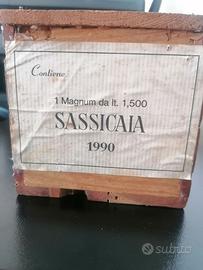 Contiene
1 Magnum da lt. 1,500
SASSICAIA
1990
subito